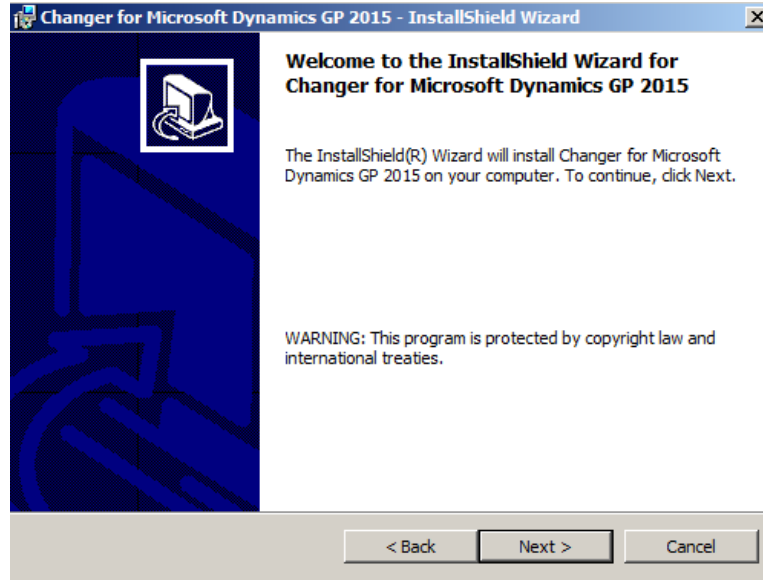 Changer for Microsoft Dynamics GP 2015 - InstallShield Wizard
Welcome to the InstallShield Wizard for
Changer for Microsoft Dynamics GP 2015
The InstallShield(R) Wizard will install Changer for Microsoft
Dynamics GP 2015 on your computer. To continue, click Next.
WARNING: This program is protected by copyright law and
international treaties.
< Back
Next >
Cancel